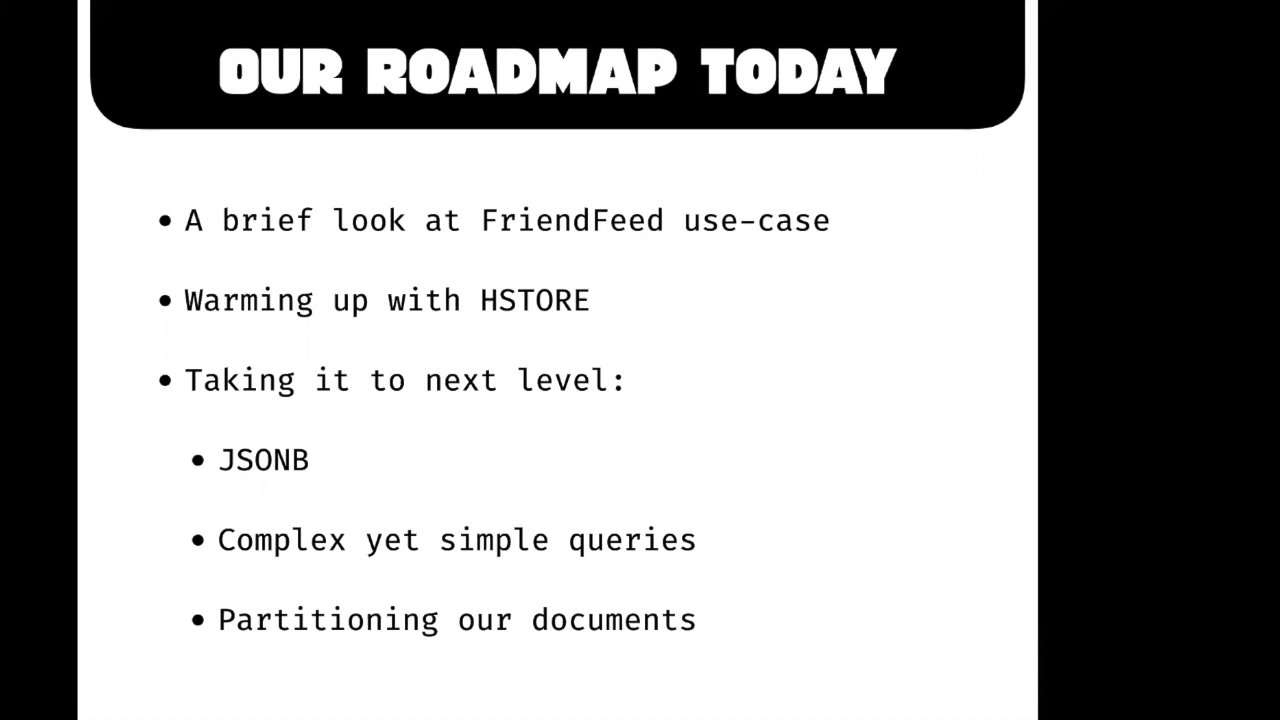 OUR ROADMAP TODAY
• A brief look at FriendFeed use-case
• Warming up with HSTORE
• Taking it to next level:
• JSONB
• Complex yet simple queries
• Partitioning our documents